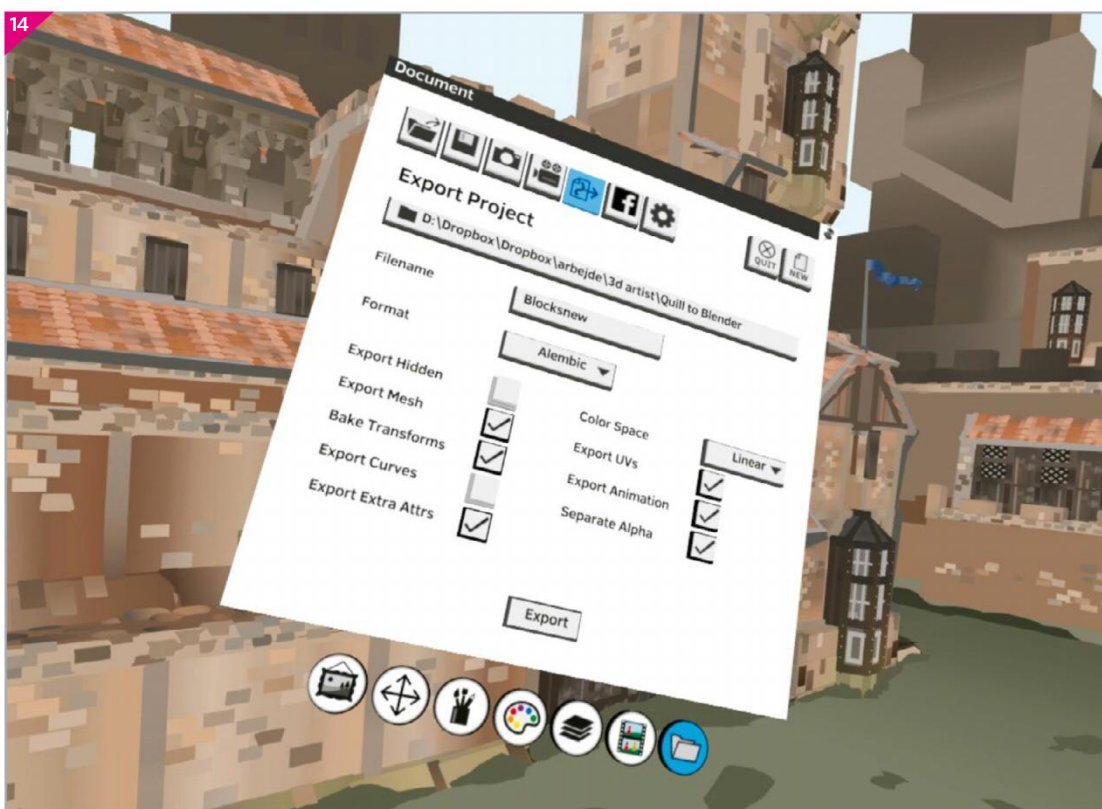 14
Document
QUIT
NEW
Export Project
D:\Dropbox\Dropbox\arbejde\3d artist\Quill to Blender
Filename
Blocksnew
Format
Alembic
Export Hidden
Export Mesh
Bake Transforms
Export Curves
Export Extra Attrs
Color Space
Linear
Export UVs
Export Animation
Separate Alpha
Export